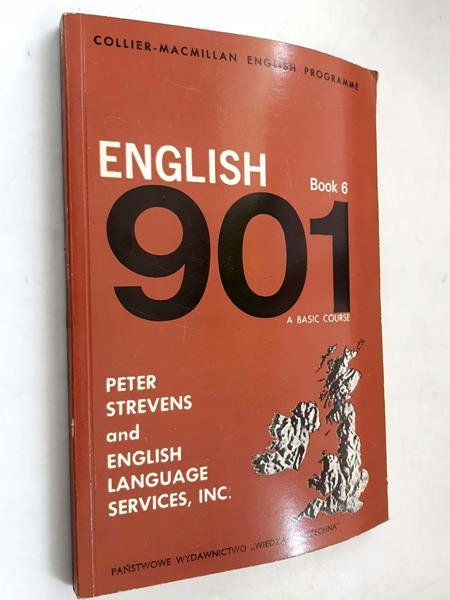 COLLIER-MACMILLAN ENGLISH PROGRAMME
ENGLISH
Book 6
901
A BASIC COURSE
PETER
STREVENS
and
ENGLISH
LANGUAGE
SERVICES, INC.
PAŃSTWOWE WYDAWNICTWO „WIEDZA